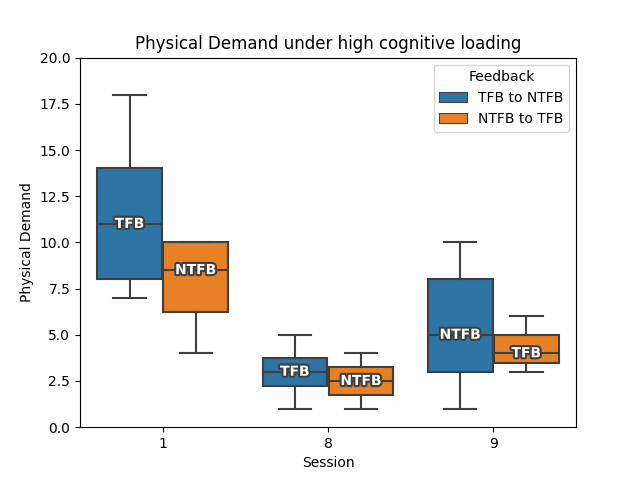 Physical Demand under high cognitive loading
Feedback
TFB to NTFB
NTFB to TFB
Physical Demand
20.0
17.5
15.0
12.5
10.0
7.5
5.0
2.5
0.0
TFB
NTFB
TFB
NTFB
NTFB
TFB
1
8
9
Session